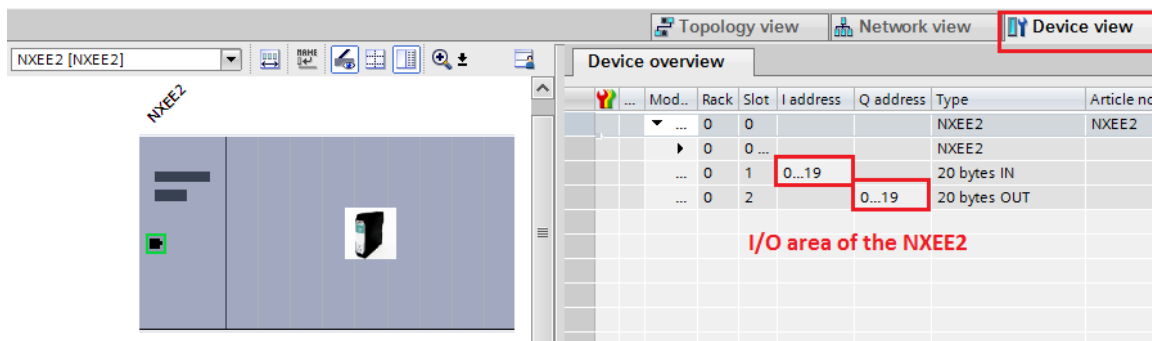 Topology view Network view Device view
NXEE2 [NXEE2] Device overview
NXEE2
... Mod.. Rack Slot I address Q address Type Article no
... 0 0 NXEE2 NXEE2
0 0 ... NXEE2
... 0 1 0...19 20 bytes IN
... 0 2 0...19 20 bytes OUT
I/O area of the NXEE2